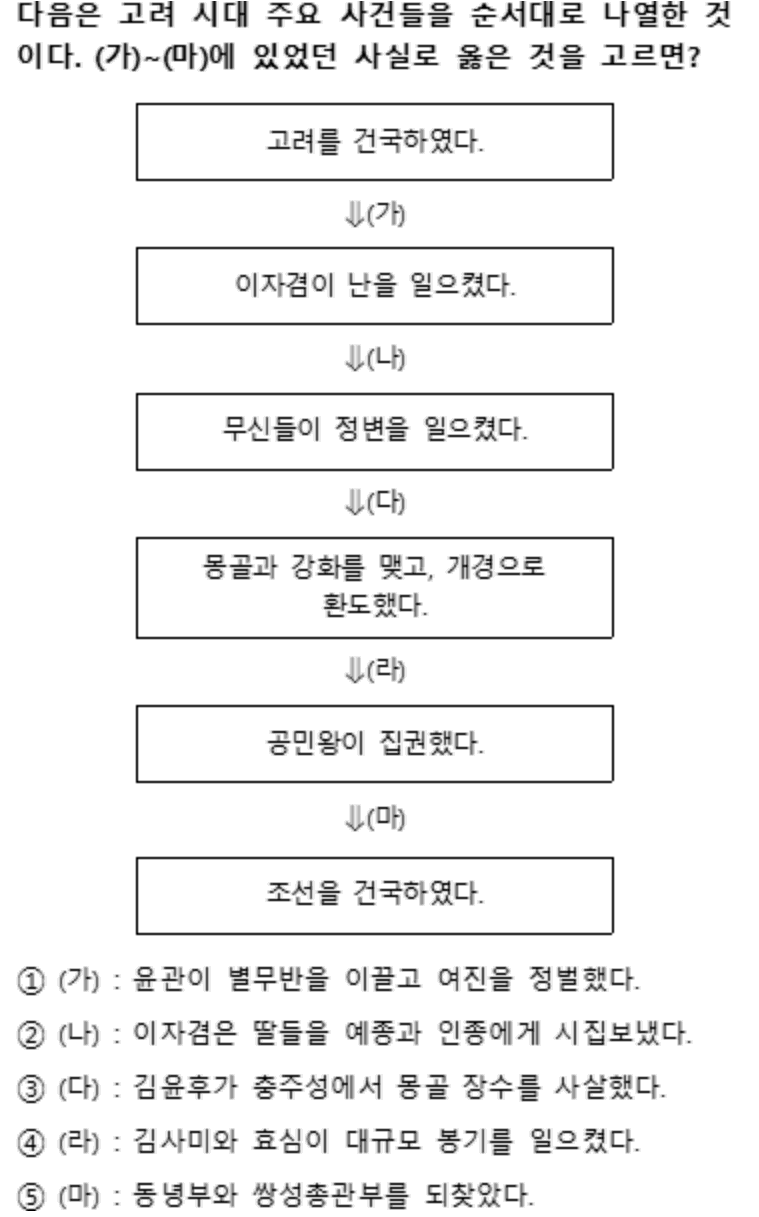 다음은 고려 시대 주요 사건들을 순서대로 나열한 것
이다. (가)~(마)에 있었던 사실로 옳은 것을 고르면?
고려를 건국하였다.
⇓(가)
이자겸이 난을 일으켰다.
⇓(나)
무신들이 정변을 일으켰다.
⇓(다)
몽골과 강화를 맺고, 개경으로
환도했다.
⇓(라)
공민왕이 집권했다.
⇓(마)
조선을 건국하였다.
① (가) : 윤관이 별무반을 이끌고 여진을 정벌했다.
② (나) : 이자겸은 딸들을 예종과 인종에게 시집보냈다.
③ (다) : 김윤후가 충주성에서 몽골 장수를 사살했다.
④ (라) : 김사미와 효심이 대규모 봉기를 일으켰다.
⑤ (마) : 동녕부와 쌍성총관부를 되찾았다.